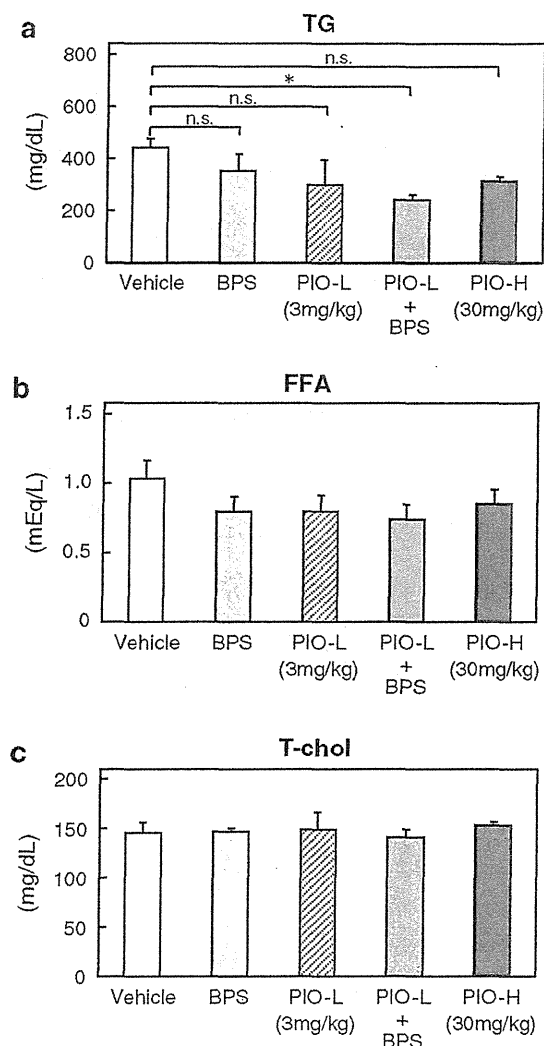 a
TG
800
600
400
200
0
(mg/dL)
n.s.
*
n.s.
n.s.
Vehicle BPS PIO-L PIO-L PIO-H
(3mg/kg) + (30mg/kg)
BPS
b
FFA
1.5
1.0
0.5
0
(mEq/L)
Vehicle BPS PIO-L PIO-L PIO-H
(3mg/kg) + (30mg/kg)
BPS
c
T-chol
200
150
100
50
0
(mg/dL)
Vehicle BPS PIO-L PIO-L PIO-H
(3mg/kg) + (30mg/kg)
BPS